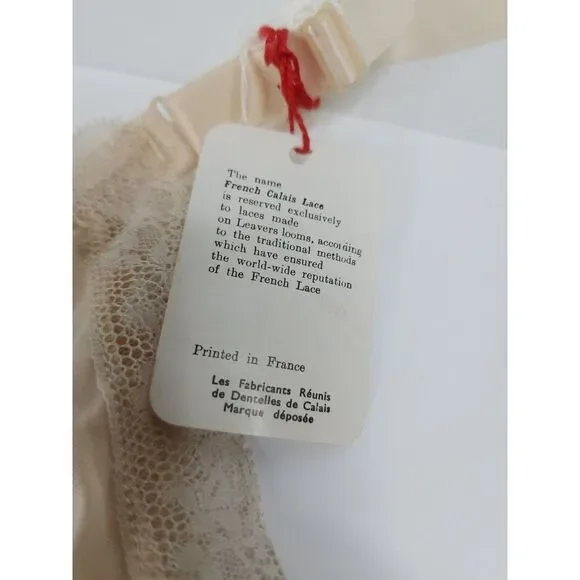 The name
French Calais Lace
is reserved exclusively
to laces made
on Leavers looms, according
to the traditional methods
which have ensured
the world-wide reputation
of the French Lace
Printed in France
Les Fabricants Réunis
de Dentelles de Calais
Marque déposée